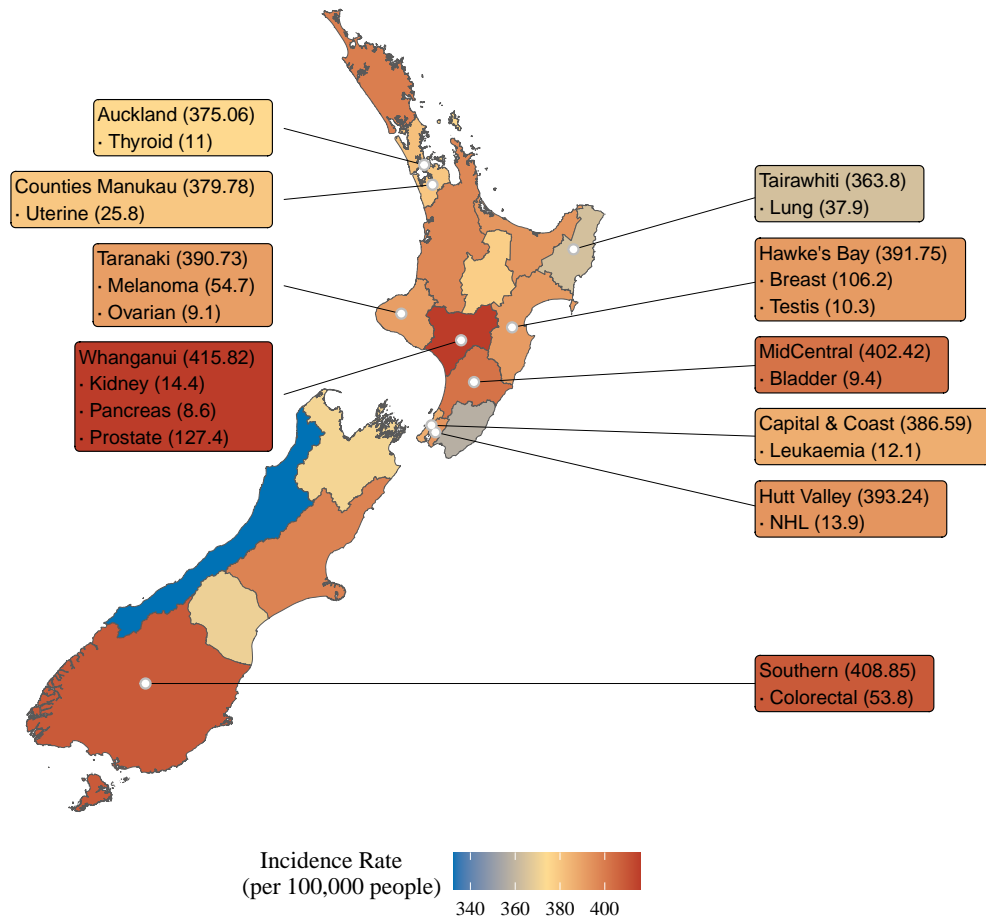 Auckland (375.06)
· Thyroid (11)
Counties Manukau (379.78)
· Uterine (25.8)
Taranaki (390.73)
· Melanoma (54.7)
· Ovarian (9.1)
Whanganui (415.82)
· Kidney (14.4)
· Pancreas (8.6)
· Prostate (127.4)
Tairawhiti (363.8)
· Lung (37.9)
Hawke's Bay (391.75)
· Breast (106.2)
· Testis (10.3)
MidCentral (402.42)
· Bladder (9.4)
Capital & Coast (386.59)
· Leukaemia (12.1)
Hutt Valley (393.24)
· NHL (13.9)
Southern (408.85)
· Colorectal (53.8)
Incidence Rate
(per 100,000 people)
340 360 380 400